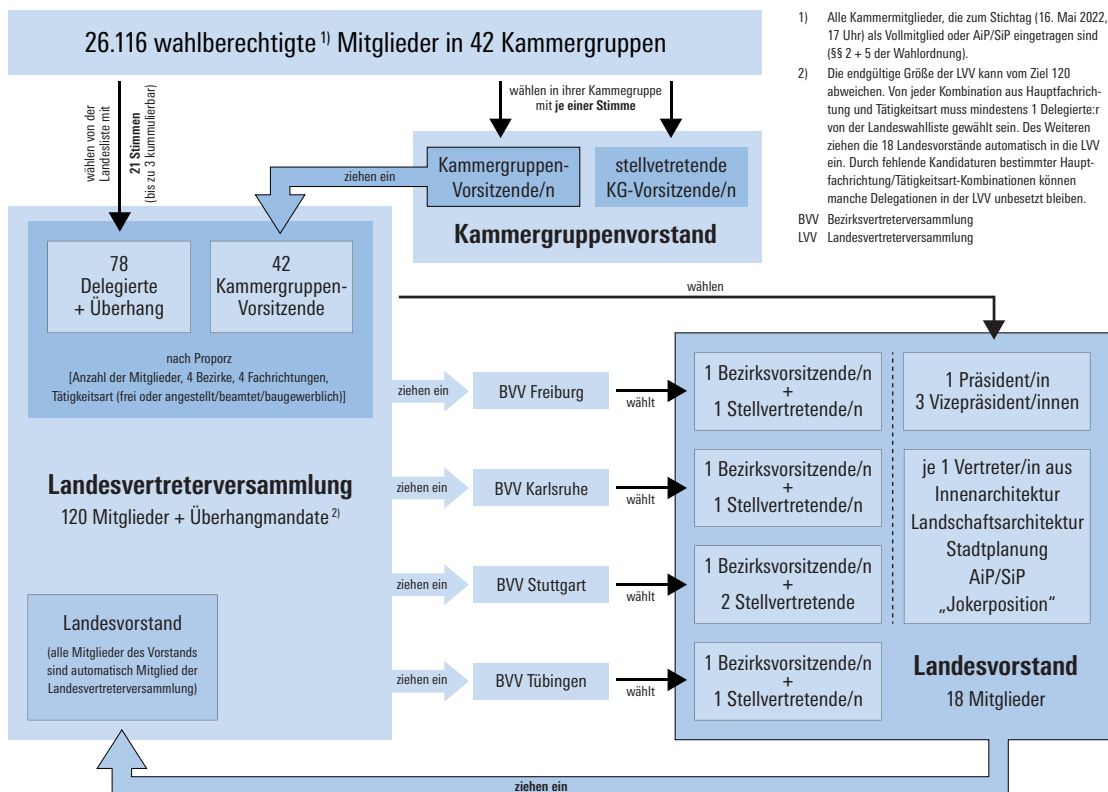 26.116 wahlberechtigte 1) Mitglieder in 42 Kammergruppen
wählen von der
Landesliste mit
21 Stimmen
(bis zu 3 kummulierbar)
wählen in ihrer Kammegruppe
mit je einer Stimme
Kammergruppen-
Vorsitzende/n
stellvetretende
KG-Vorsitzende/n
Kammergruppenvorstand
ziehen ein
1) Alle Kammermitglieder, die zum Stichtag (16. Mai 2022,
17 Uhr) als Vollmitglied oder AiP/SiP eingetragen sind
(§§ 2 + 5 der Wahlordnung).
2) Die endgültige Größe der LVV kann vom Ziel 120
abweichen. Von jeder Kombination aus Hauptfachrich-
tung und Tätigkeitsart muss mindestens 1 Delegierte:r
von der Landeswahlliste gewählt sein. Des Weiteren
ziehen die 18 Landesvorstände automatisch in die LVV
ein. Durch fehlende Kandidaturen bestimmter Haupt-
fachrichtung/Tätigkeitsart-Kombinationen können
manche Delegationen in der LVV unbesetzt bleiben.
BVV Bezirksvertreterversammlung
LVV Landesvertreterversammlung
78
Delegierte
+ Überhang
42
Kammergruppen-
Vorsitzende
nach Proporz
[Anzahl der Mitglieder, 4 Bezirke, 4 Fachrichtungen,
Tätigkeitsart (frei oder angestellt/beamtet/baugewerblich)]
Landesvertreterversammlung
120 Mitglieder + Überhangmandate 2)
Landesvorstand
(alle Mitglieder des Vorstands
sind automatisch Mitglied der
Landesvertreterversammlung)
wählen
ziehen ein
BVV Freiburg
wählt
1 Bezirksvorsitzende/n
+
1 Stellvertretende/n
ziehen ein
BVV Karlsruhe
wählt
1 Bezirksvorsitzende/n
+
1 Stellvertretende/n
ziehen ein
BVV Stuttgart
wählt
1 Bezirksvorsitzende/n
+
2 Stellvertretende
ziehen ein
BVV Tübingen
wählt
1 Bezirksvorsitzende/n
+
1 Stellvertretende/n
1 Präsident/in
3 Vizepräsident/innen
je 1 Vertreter/in aus
Innenarchitektur
Landschaftsarchitektur
Stadtplanung
AiP/SiP
„Jokerposition“
Landesvorstand
18 Mitglieder
ziehen ein